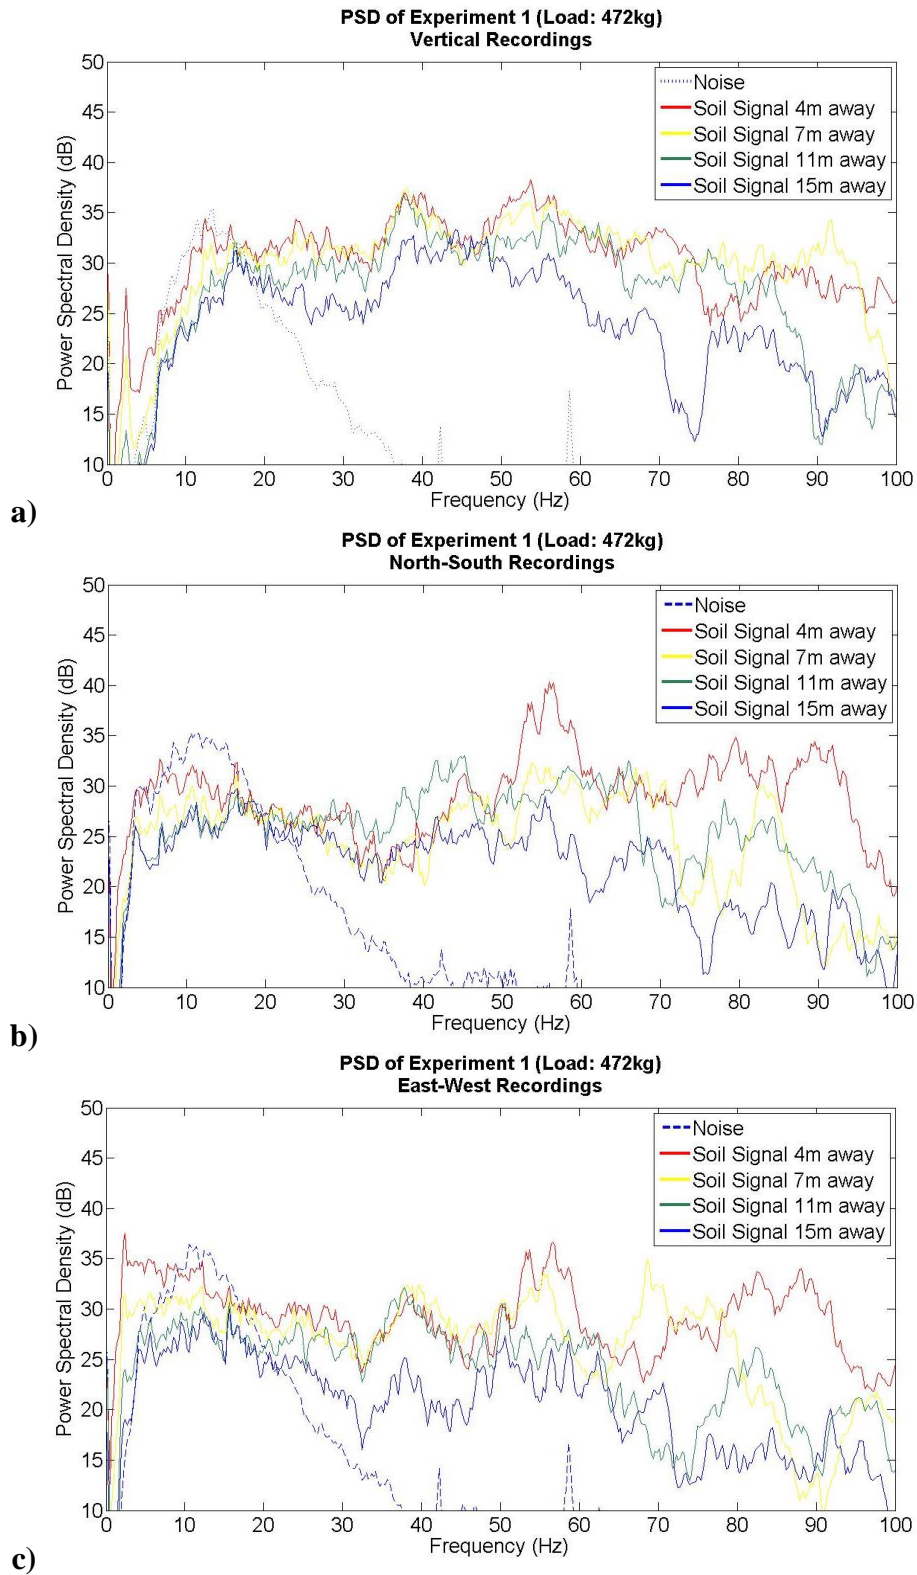 PSD of Experiment 1 (Load: 472kg)
Vertical Recordings
50
45
40
35
30
25
20
15
10
Power Spectral Density (dB)
Noise
Soil Signal 4m away
Soil Signal 7m away
Soil Signal 11m away
Soil Signal 15m away
0 10 20 30 40 50 60 70 80 90 100
Frequency (Hz)
a)
PSD of Experiment 1 (Load: 472kg)
North-South Recordings
50
45
40
35
30
25
20
15
10
Power Spectral Density (dB)
Noise
Soil Signal 4m away
Soil Signal 7m away
Soil Signal 11m away
Soil Signal 15m away
0 10 20 30 40 50 60 70 80 90 100
Frequency (Hz)
b)
PSD of Experiment 1 (Load: 472kg)
East-West Recordings
50
45
40
35
30
25
20
15
10
Power Spectral Density (dB)
Noise
Soil Signal 4m away
Soil Signal 7m away
Soil Signal 11m away
Soil Signal 15m away
0 10 20 30 40 50 60 70 80 90 100
Frequency (Hz)
c)